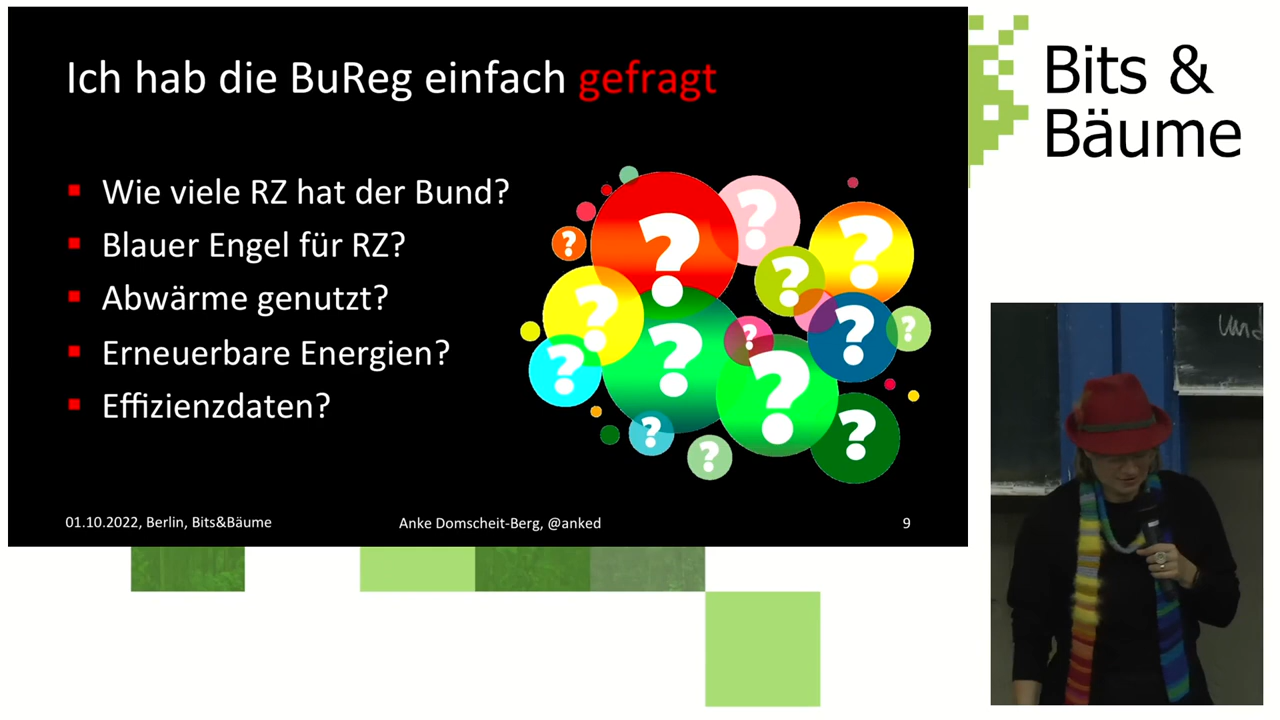 Ich hab die BuReg einfach gefragt
Wie viele RZ hat der Bund?
Blauer Engel für RZ?
Abwärme genutzt?
Erneuerbare Energien?
Effizienzdaten?
? ? ? ? ? ? ? ? ? ? ? ? ? ?
01.10.2022, Berlin, Bits&Bäume
Anke Domscheit-Berg, @anked
9
Bits &
Bäume
und